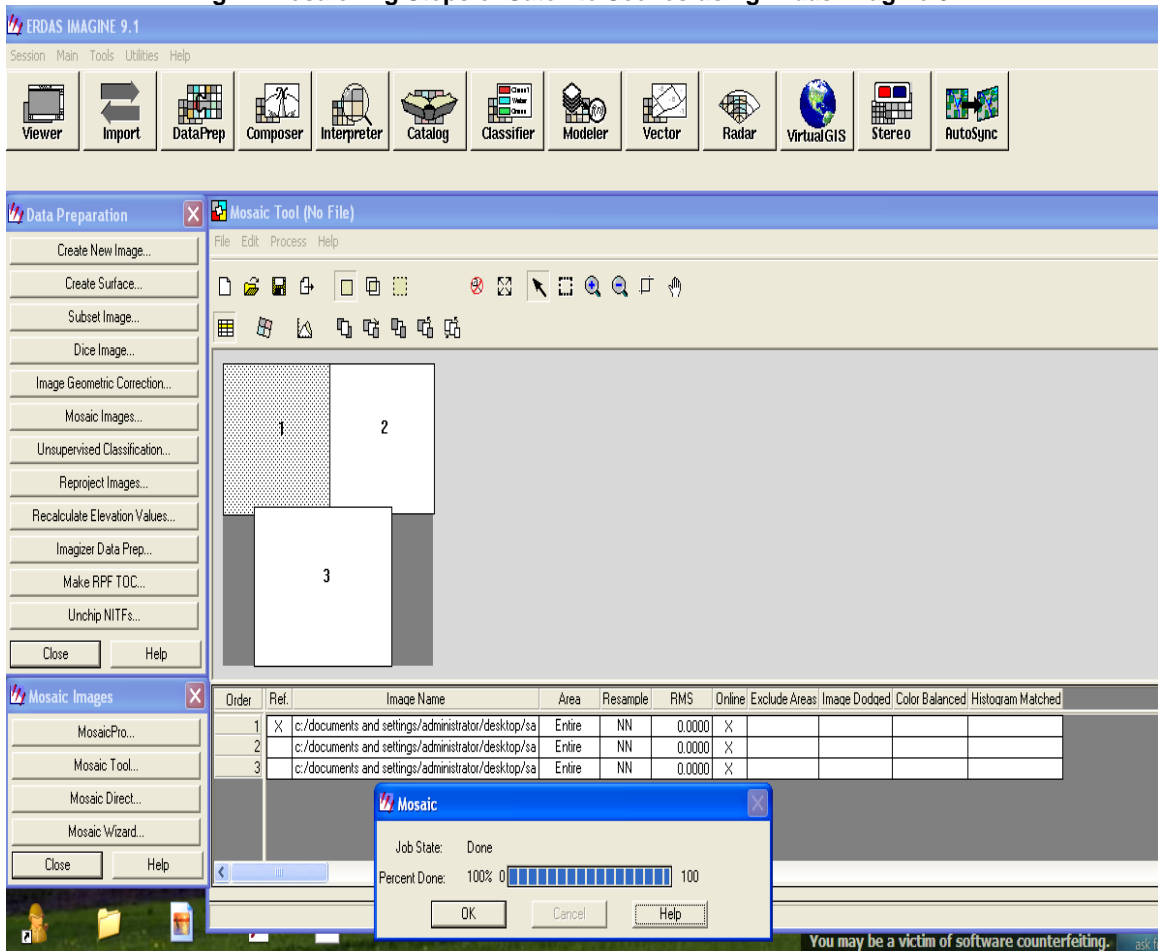 ERDAS IMAGINE 9.1
Session Main Tools Utilities Help
Viewer Import DataPrep Composer Interpreter Catalog Classifier Modeler Vector Radar VirtualGIS Stereo AutoSync
Data Preparation
Create New Image...
Create Surface...
Subset Image...
Dice Image...
Image Geometric Correction...
Mosaic Images...
Unsupervised Classification...
Reproject Images...
Recalculate Elevation Values...
Imagizer Data Prep...
Make RPF TOC...
Unchip NITFs...
Close Help
Mosaic Tool (No File)
File Edit Process Help
1 2
3
Mosaic Images
MosaicPro...
Mosaic Tool...
Mosaic Direct...
Mosaic Wizard...
Close Help
Order Ref. Image Name Area Resample RMS Online Exclude Areas Image Dodged Color Balanced Histogram Matched
1 X c:/documents and settings/administrator/desktop/sa Entire NN 0.0000 X
2 c:/documents and settings/administrator/desktop/sa Entire NN 0.0000 X
3 c:/documents and settings/administrator/desktop/sa Entire NN 0.0000 X
Mosaic
Job State: Done
Percent Done: 100% 0 100
OK Cancel Help
You may be a victim of software counterfeiting.